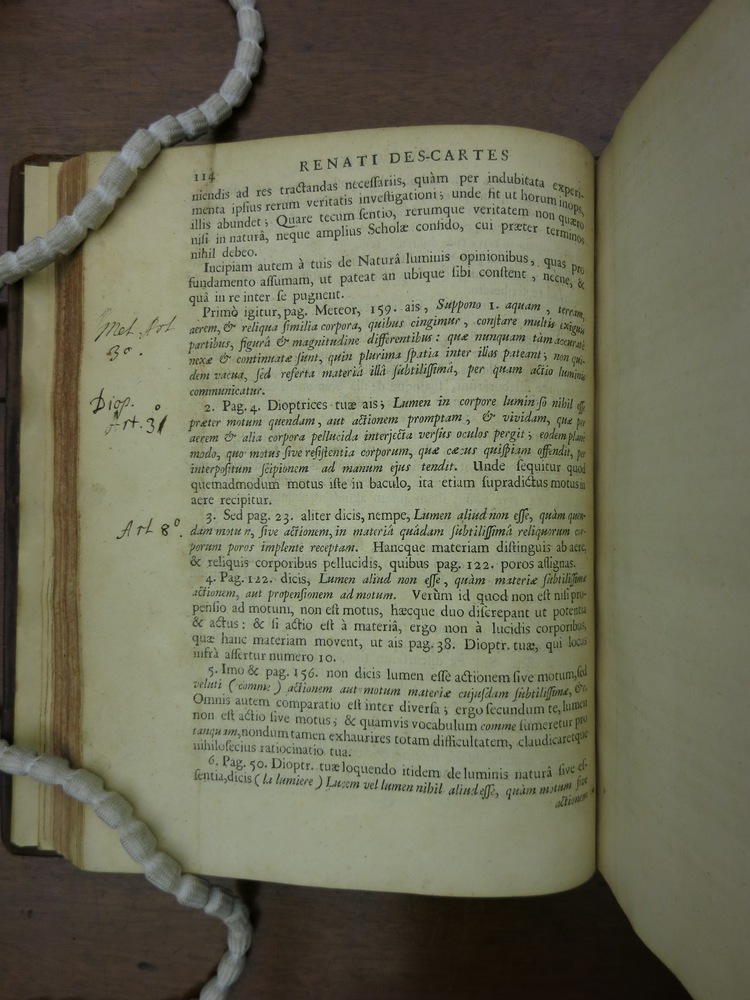 114
RENATI DES-CARTES
niendis ad res tractandas necessariis, quàm per indubitata experi-
menta ipsius rerum veritatis investigationi; unde fit ut horum inops,
illis abundet; Quare tecum sentio, rerumque veritatem non quæro
nisi in naturâ, neque amplius Scholæ confido, cui præter terminos
nihil debeo.
Incipiam autem à tuis de Naturâ luminis opinionibus, quas pro
fundamento assumam, ut pateat an ubique sibi constent, necne, &
quâ in re inter se pugnent.
Primò igitur, pag. Meteor, 159. ais, Suppono 1. aquam, terram,
Met. Art
30.
aerem, & reliqua similia corpora, quibus cingimur, constare multis exiguis
partibus, figurâ & magnitudine differentibus: quæ nunquam tàm accuratè
nexæ & continuatæ sunt, quin plurima spatia inter illas pateant; non qui-
dem vacua, sed referta materiâ illâ subtilissimâ, per quam actio luminis
communicatur.
Diop.
Art. 31
2. Pag. 4. Dioptrices tuæ ais; Lumen in corpore luminoso nihil esse
præter motum quendam, aut actionem promptam, & vividam, quæ per
aerem & alia corpora pellucida interjecta versus oculos pergit; eodem planè
modo, quo motus sive resistentia corporum, quæ cæcus quispiam offendit, per
interpositum scipionem ad manum ejus tendit. Unde sequitur quod
quemadmodum motus iste in baculo, ita etiam supradictus motus in
aere recipitur.
Art 8°.
3. Sed pag. 23. aliter dicis, nempe, Lumen aliud non esse, quàm quen-
dam motum, sive actionem, in materiâ quâdam subtilissimâ reliquorum cor-
porum poros implente receptam. Hancque materiam distinguis ab aere,
& reliquis corporibus pellucidis, quibus pag. 122. poros assignas.
4. Pag. 122. dicis, Lumen aliud non esse, quàm materiæ subtilissimæ
actionem, aut propensionem ad motum. Verùm id quod non est nisi pro-
pensio ad motum, non est motus, hæcque duo discrepant ut potentia
& actus: & si actio est à materiâ, ergo non à lucidis corporibus,
quæ hanc materiam movent, ut ais pag. 38. Dioptr. tuæ, qui locus
infrà affertur numero 10.
5. Imo & pag. 156. non dicis lumen esse actionem sive motum, sed
veluti (comme) actionem aut motum materiæ cujusdam subtilissimæ, &c.
Omnis autem comparatio est inter diversa; ergo secundum te, lumen
non est actio sive motus; & quamvis vocabulum comme sumeretur pro
tanquam, nondum tamen exhaurires totam difficultatem, claudicaretque
nihilosecius ratiocinatio tua.
6. Pag. 50. Dioptr. tuæ loquendo itidem de luminis naturâ sive es-
sentia, dicis (la lumiere) Lucem vel lumen nihil aliud esse, quàm motum sive
actionem